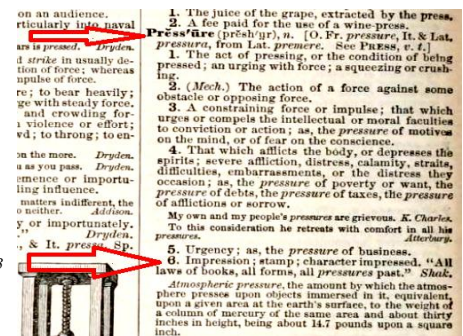 on an audience.
rticularly into naval
ars is pressed. Dryden.
d strike in usually de-
tion of force; whereas
mpulse of force.
re; to bear heavily;
ge with steady force.
and crowding for-
violence or effort;
wd; to throng; to en-
on the more. Dryden.
u as you pass. Dryden.
emence or importu-
ling influence.
matters indifferent, the
o neither. Addison.
y or importunately.
Dryden.
., & It. pressa, Sp.
1. The juice of the grape, extracted by the press.
2. A fee paid for the use of a wine-press.
Prĕss'ūre (prĕsh'ụr), n. [O. Fr. pressure, It. & Lat.
pressura, from Lat. premere. See PRESS, v. t.]
1. The act of pressing, or the condition of being
pressed; an urging with force; a squeezing or crush-
ing.
2. (Mech.) The action of a force against some
obstacle or opposing force.
3. A constraining force or impulse; that which
urges or compels the intellectual or moral faculties
to conviction or action; as, the pressure of motives
on the mind, or of fear on the conscience.
4. That which afflicts the body, or depresses the
spirits; severe affliction, distress, calamity, straits,
difficulties, embarrassments, or the distress they
occasion; as, the pressure of poverty or want, the
pressure of debts, the pressure of taxes, the pressure
of afflictions or sorrow.
My own and my people's pressures are grievous. K. Charles.
To this consideration he retreats with comfort in all his
pressures. Atterbury.
5. Urgency; as, the pressure of business.
6. Impression; stamp; character impressed. "All
laws of books, all forms, all pressures past." Shak.
Atmospheric pressure, the amount by which the atmos-
phere presses upon objects immersed in it, equivalent,
upon a given area at the earth's surface, to the weight of
a column of mercury of the same area and about thirty
inches in height, being about 14.7 pounds upon a square
inch.